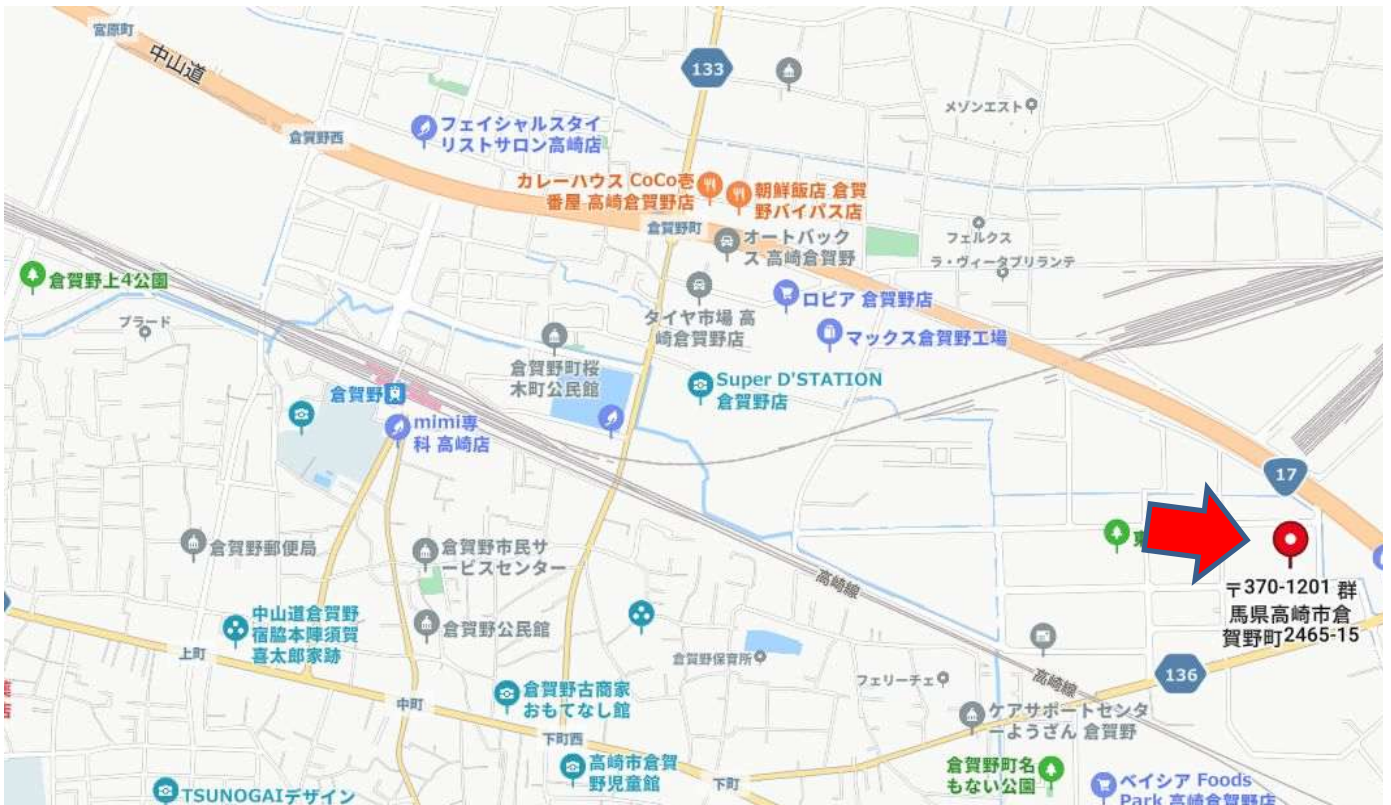 宮原町
中山道
133
メゾンエスト
倉賀野西
フェイシャルスタイ
リストサロン高崎店
カレーハウス CoCo壱
番屋 高崎倉賀野店
朝鮮飯店 倉賀
野バイパス店
倉賀野町
オートバック
ス 高崎倉賀野
フェルクス
ラ・ヴィータブリランテ
倉賀野上4公園
ロピア 倉賀野店
プラード
タイヤ市場 高
崎倉賀野店
マックス倉賀野工場
倉賀野町桜
木町公民館
倉賀野
Super D'STATION
倉賀野店
mimi専
科 高崎店
17
東
倉賀野郵便局
倉賀野市民サ
ービスセンター
高崎線
〒370-1201 群
馬県高崎市倉
賀野町2465-15
中山道倉賀野
宿脇本陣須賀
喜太郎家跡
倉賀野公民館
上町
倉賀野保育所
フェリーチェ
高崎線
136
中町
倉賀野古商家
おもてなし館
ケアサポートセンタ
ーようざん 倉賀野
下町西
高崎市倉賀
野児童館
下町
倉賀野町名
もない公園
TSUNOGAIデザイン
ベイシア Foods
Park 高崎倉賀野店